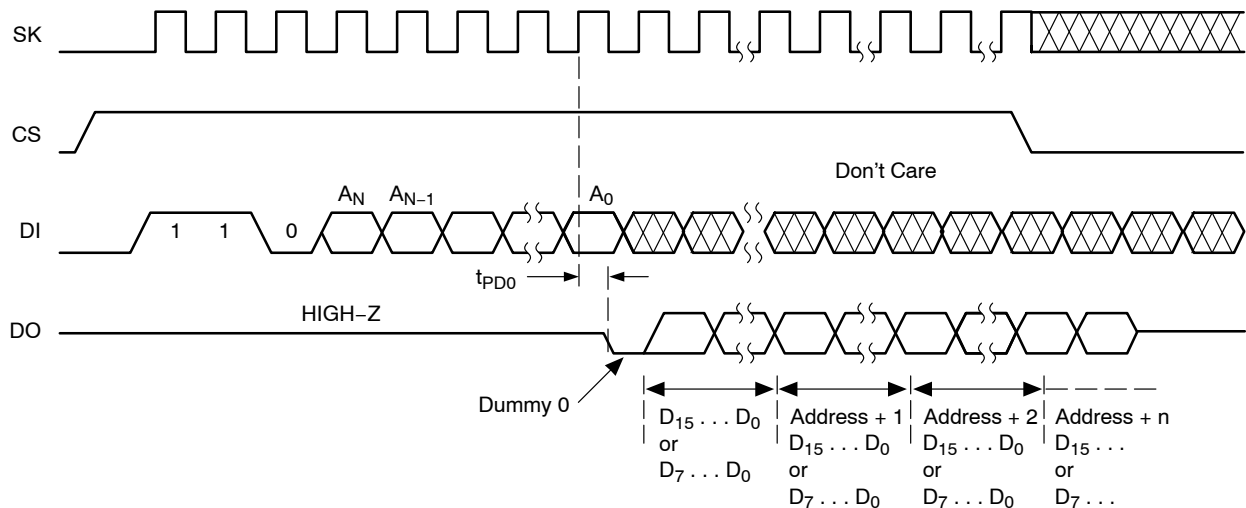 SK
CS
Don't Care
A_N A_N−1 A_0
DI 1 1 0
t_PD0
HIGH−Z
DO
Dummy 0
D_15 . . . D_0
or
D_7 . . . D_0
Address + 1
D_15 . . . D_0
or
D_7 . . . D_0
Address + 2
D_15 . . . D_0
or
D_7 . . . D_0
Address + n
D_15 . . .
or
D_7 . . .